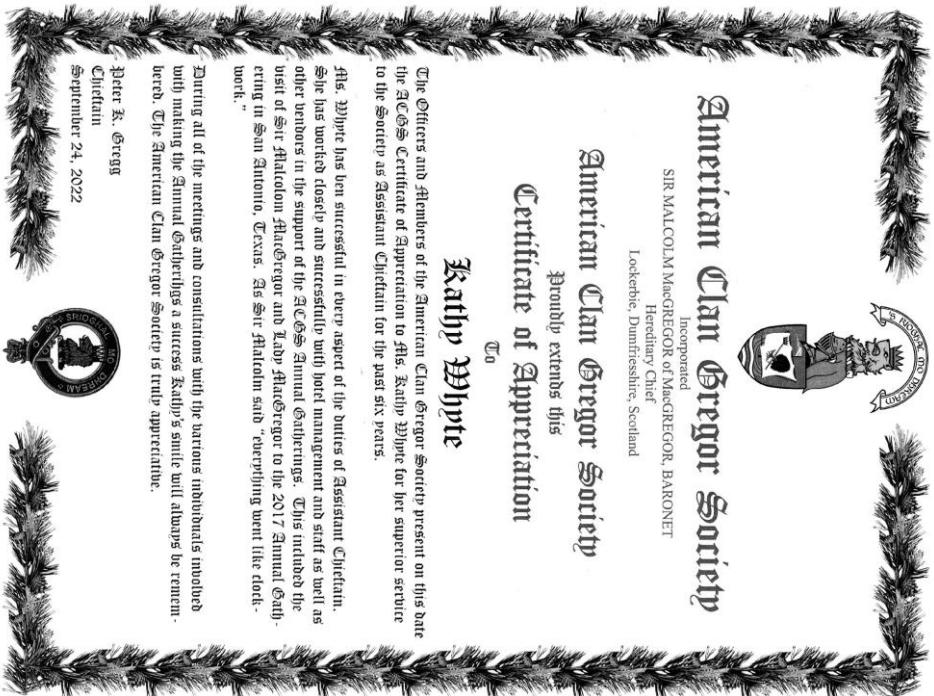 'S RIOGHAL MO DHREAM
American Clan Gregor Society
Incorporated
SIR MALCOLM MacGREGOR of MacGREGOR, BARONET
Hereditary Chief
Lockerbie, Dumfriesshire, Scotland
American Clan Gregor Society
Proudly extends this
Certificate of Appreciation
To
Kathy Whyte
The Officers and Members of the American Clan Gregor Society present on this date
the ACGS Certificate of Appreciation to Ms. Kathy Whyte for her superior service
to the Society as Assistant Chieftain for the past six years.
Ms. Whyte has ben successful in every aspect of the duties of Assistant Chieftain.
She has worked closely and successfully with hotel management and staff as well as
other vendors in the support of the ACGS Annual Gatherings. This included the
visit of Sir Malcolom MacGregor and Lady MacGregor to the 2017 Annual Gath-
ering in San Antonio, Texas. As Sir Malcolm said "everything went like clock-
work."
During all of the meetings and consultations with the various individuals involved
with making the Annual Gatherihgs a success Kathy's smile will always be remem-
bered. The American Clan Gregor Society is truly appreciative.
Peter K. Gregg
Chieftain
September 24, 2022
SRIOGHAL MO DHREAM